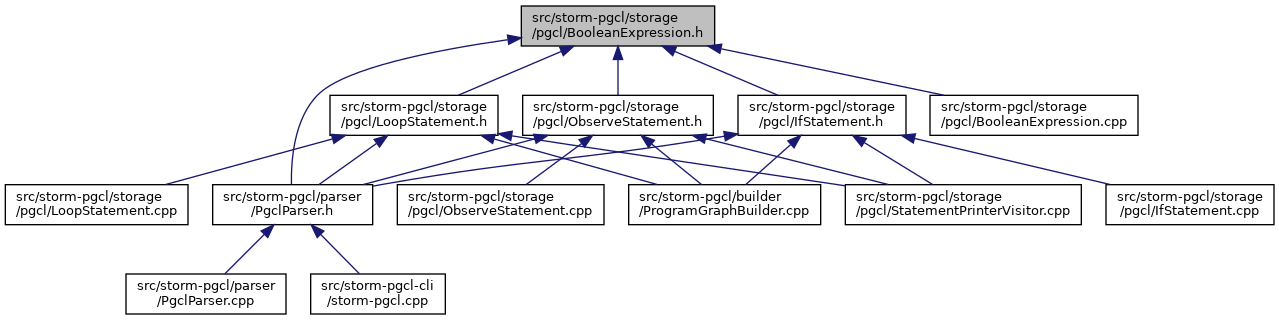 src/storm-pgcl/storage
/pgcl/BooleanExpression.h
src/storm-pgcl/storage
/pgcl/LoopStatement.h
src/storm-pgcl/storage
/pgcl/ObserveStatement.h
src/storm-pgcl/storage
/pgcl/IfStatement.h
src/storm-pgcl/storage
/pgcl/BooleanExpression.cpp
src/storm-pgcl/storage
/pgcl/LoopStatement.cpp
src/storm-pgcl/parser
/PgclParser.h
src/storm-pgcl/storage
/pgcl/ObserveStatement.cpp
src/storm-pgcl/builder
/ProgramGraphBuilder.cpp
src/storm-pgcl/storage
/pgcl/StatementPrinterVisitor.cpp
src/storm-pgcl/storage
/pgcl/IfStatement.cpp
src/storm-pgcl/parser
/PgclParser.cpp
src/storm-pgcl-cli
/storm-pgcl.cpp